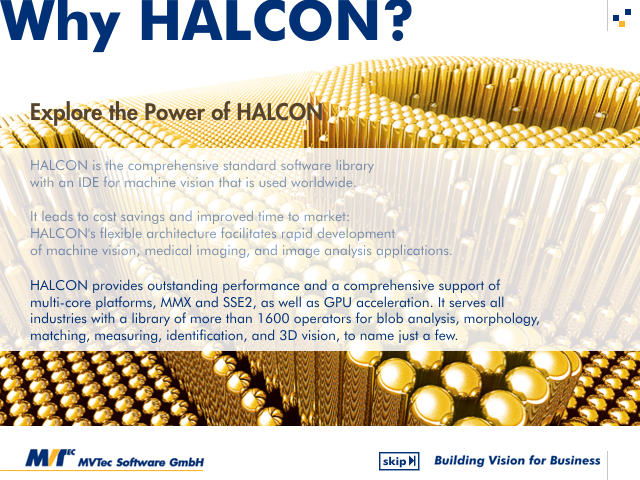 Why HALCON?
Explore the Power of HALCON
HALCON is the comprehensive standard software library
with an IDE for machine vision that is used worldwide.
It leads to cost savings and improved time to market:
HALCON's flexible architecture facilitates rapid development
of machine vision, medical imaging, and image analysis applications.
HALCON provides outstanding performance and a comprehensive support of
multi-core platforms, MMX and SSE2, as well as GPU acceleration. It serves all
industries with a library of more than 1600 operators for blob analysis, morphology,
matching, measuring, identification, and 3D vision, to name just a few.
MVTEC MVTec Software GmbH
skip
Building Vision for Business